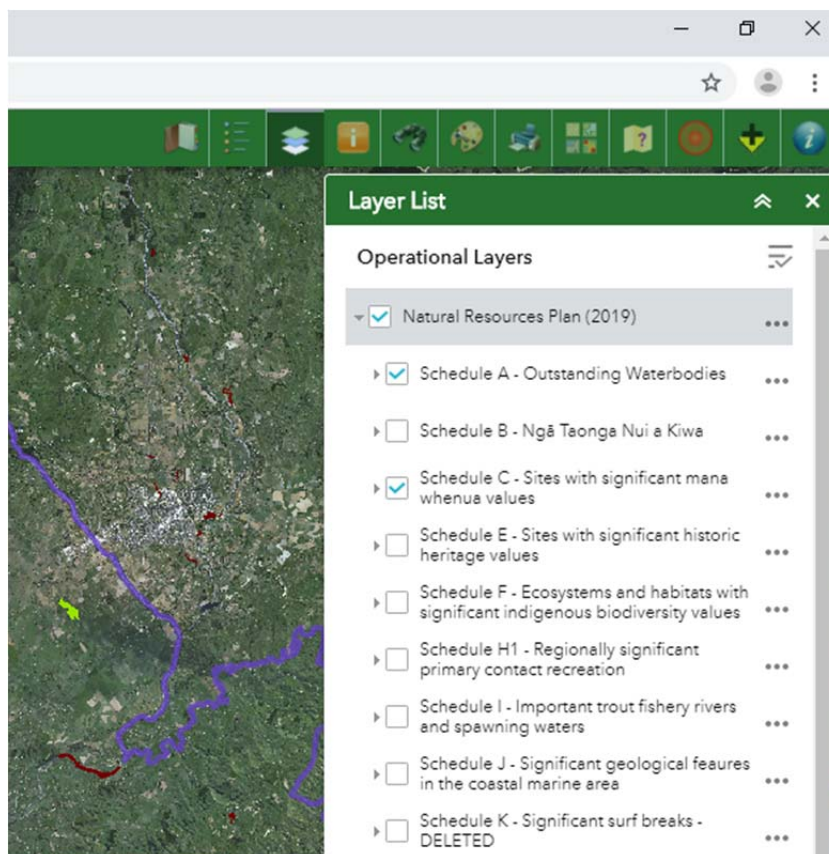 Layer List
Operational Layers
Natural Resources Plan (2019)
Schedule A - Outstanding Waterbodies
Schedule B - Ngā Taonga Nui a Kiwa
Schedule C - Sites with significant mana
whenua values
Schedule E - Sites with significant historic
heritage values
Schedule F - Ecosystems and habitats with
significant indigenous biodiversity values
Schedule H1 - Regionally significant
primary contact recreation
Schedule I - Important trout fishery rivers
and spawning waters
Schedule J - Significant geological feaures
in the coastal marine area
Schedule K - Significant surf breaks -
DELETED